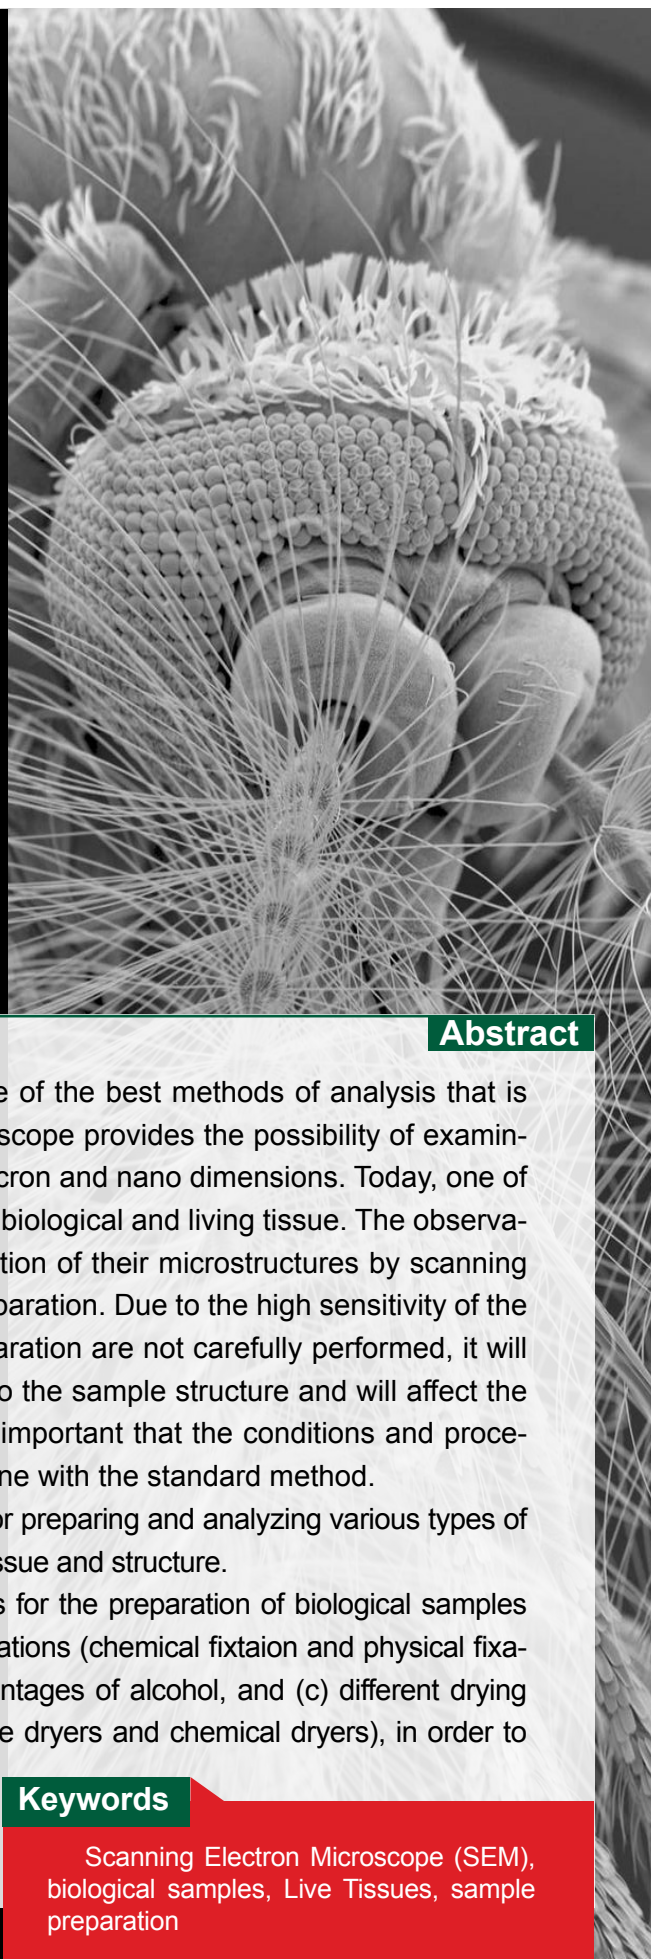 Abstract
e of the best methods of analysis that is
scope provides the possibility of examin-
cron and nano dimensions. Today, one of
biological and living tissue. The observa-
tion of their microstructures by scanning
paration. Due to the high sensitivity of the
aration are not carefully performed, it will
o the sample structure and will affect the
important that the conditions and proce-
ne with the standard method.
or preparing and analyzing various types of
ssue and structure.
s for the preparation of biological samples
ations (chemical fixtaion and physical fixa-
ntages of alcohol, and (c) different drying
e dryers and chemical dryers), in order to
Keywords
Scanning Electron Microscope (SEM),
biological samples, Live Tissues, sample
preparation